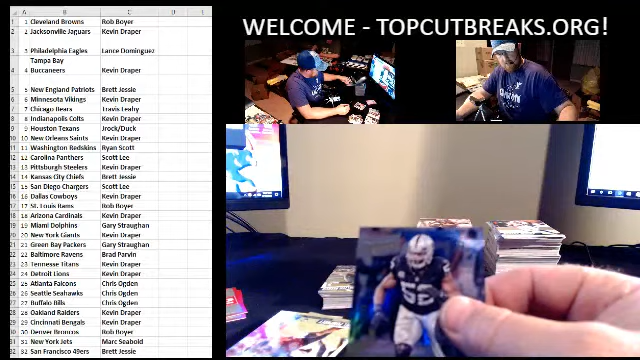 A B C D E
WELCOME - TOPCUTBREAKS.ORG!
1 Cleveland Browns Rob Boyer
2 Jacksonville Jaguars Kevin Draper
3 Philadelphia Eagles Lance Dominguez
Tampa Bay
4 Buccaneers Kevin Draper
5 New England Patriots Brett Jessie
6 Minnesota Vikings Kevin Draper
7 Chicago Bears Travis Leahy
8 Indianapolis Colts Kevin Draper
9 Houston Texans Jrock/Duck
10 New Orleans Saints Kevin Draper
11 Washington Redskins Ryan Scott
12 Carolina Panthers Scott Lee
13 Pittsburgh Steelers Kevin Draper
14 Kansas City Chiefs Brett Jessie
15 San Diego Chargers Scott Lee
16 Dallas Cowboys Kevin Draper
17 St. Louis Rams Rob Boyer
18 Arizona Cardinals Kevin Draper
19 Miami Dolphins Gary Straughan
20 New York Giants Kevin Draper
21 Green Bay Packers Gary Straughan
22 Baltimore Ravens Brad Parvin
23 Tennessee Titans Kevin Draper
24 Detroit Lions Kevin Draper
25 Atlanta Falcons Chris Ogden
26 Seattle Seahawks Chris Ogden
27 Buffalo Bills Chris Ogden
28 Oakland Raiders Kevin Draper
29 Cincinnati Bengals Kevin Draper
30 Denver Broncos Rob Boyer
31 New York Jets Marc Seaboid
32 San Francisco 49ers Brett Jessie
52